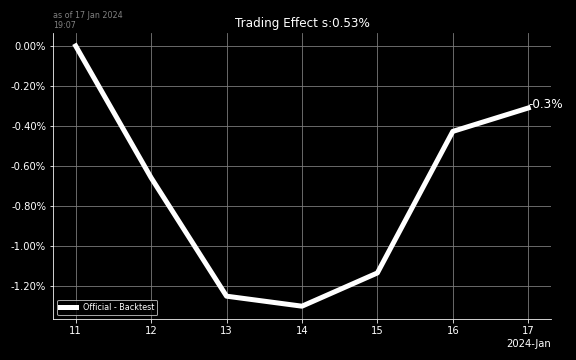 as of 17 Jan 2024
19:07
Trading Effect s:0.53%
0.00%
-0.20%
-0.3%
-0.40%
-0.60%
-0.80%
-1.00%
-1.20%
Official - Backtest
11 12 13 14 15 16 17
2024-Jan